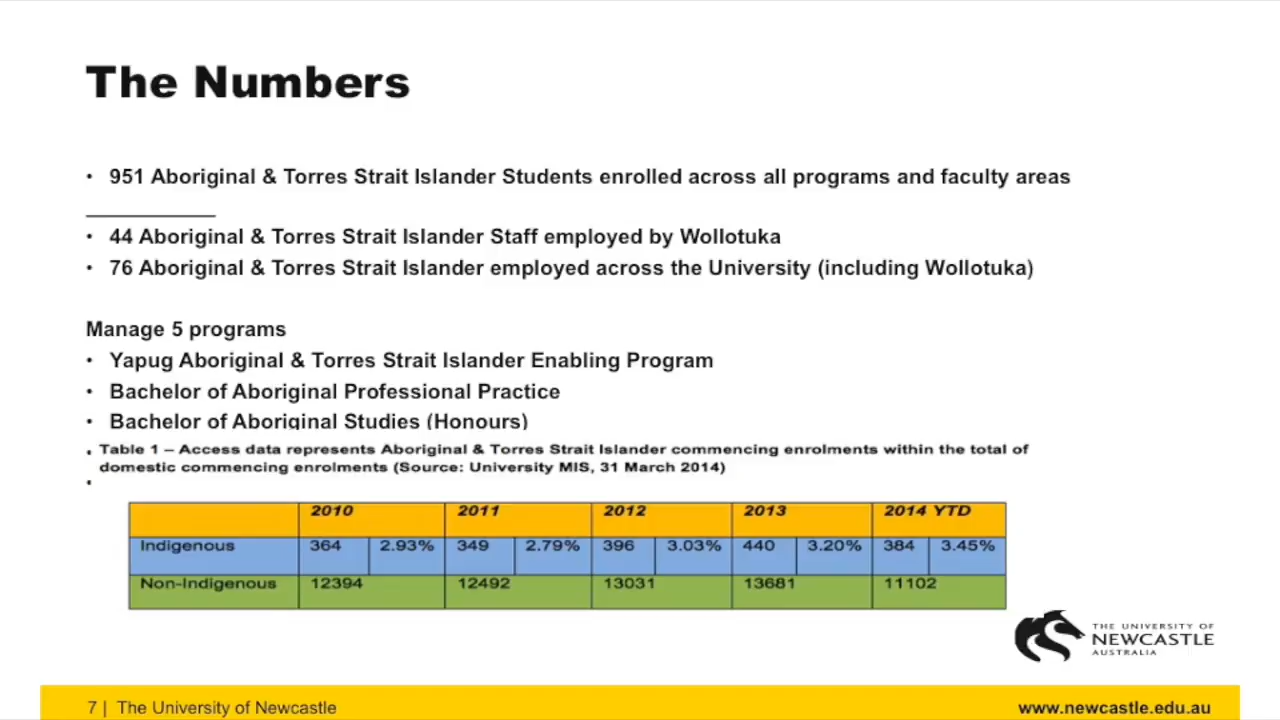 The Numbers
• 951 Aboriginal & Torres Strait Islander Students enrolled across all programs and faculty areas
• 44 Aboriginal & Torres Strait Islander Staff employed by Wollotuka
• 76 Aboriginal & Torres Strait Islander employed across the University (including Wollotuka)
Manage 5 programs
• Yapug Aboriginal & Torres Strait Islander Enabling Program
• Bachelor of Aboriginal Professional Practice
• Bachelor of Aboriginal Studies (Honours)
• Table 1 – Access data represents Aboriginal & Torres Strait Islander commencing enrolments within the total of
domestic commencing enrolments (Source: University MIS, 31 March 2014)
•
2010 2011 2012 2013 2014 YTD
Indigenous 364 2.93% 349 2.79% 396 3.03% 440 3.20% 384 3.45%
Non-Indigenous 12394 12492 13031 13681 11102
THE UNIVERSITY OF
NEWCASTLE
AUSTRALIA
7 | The University of Newcastle www.newcastle.edu.au